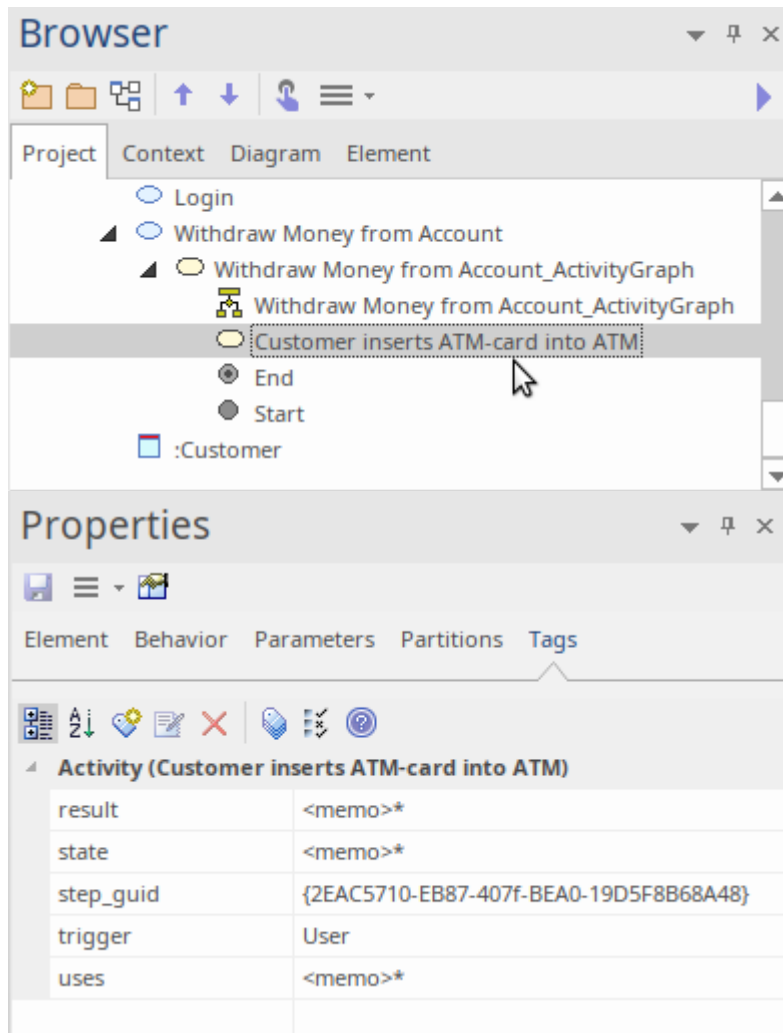 Browser
Project Context Diagram Element
Login
Withdraw Money from Account
Withdraw Money from Account_ActivityGraph
Withdraw Money from Account_ActivityGraph
Customer inserts ATM-card into ATM
End
Start
:Customer
Properties
Element Behavior Parameters Partitions Tags
Activity (Customer inserts ATM-card into ATM)
result <memo>*
state <memo>*
step_guid {2EAC5710-EB87-407f-BEA0-19D5F8B68A48}
trigger User
uses <memo>*